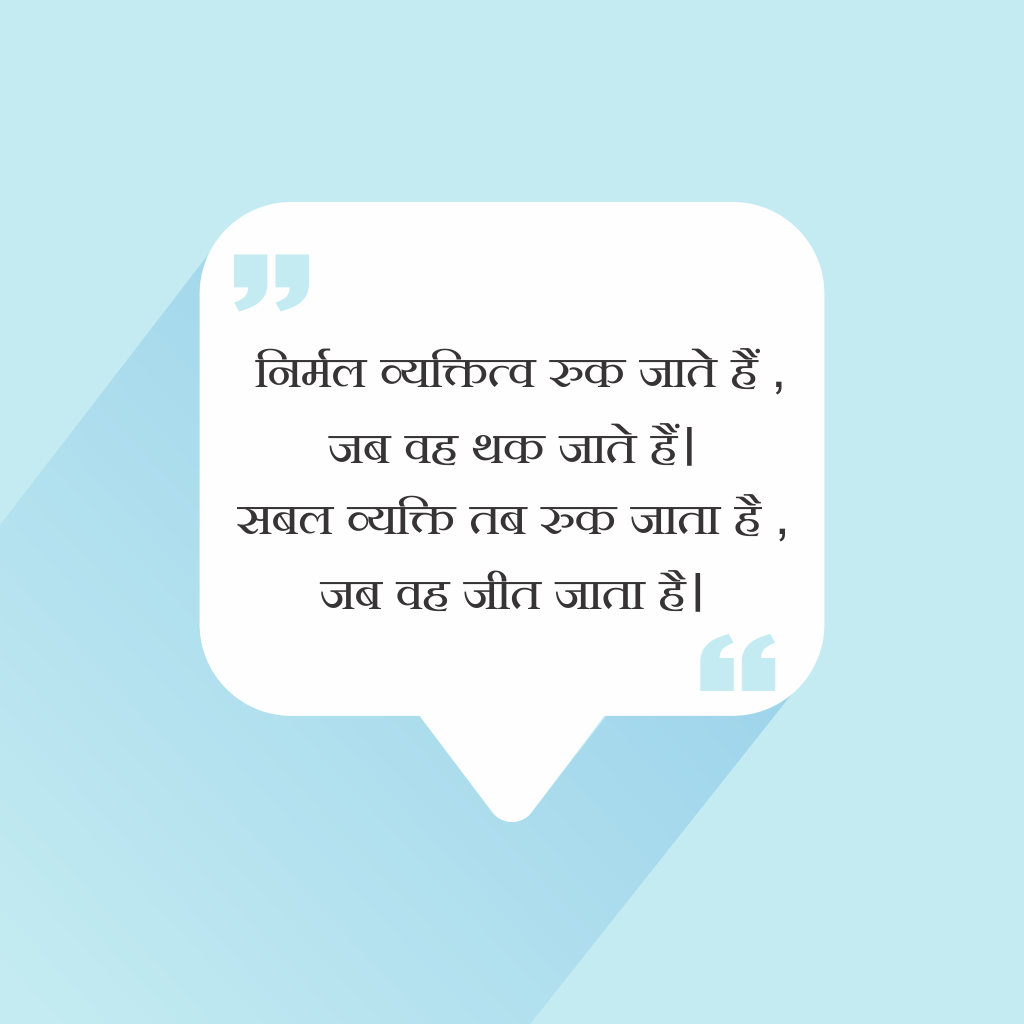 निर्मल व्यक्तित्व रुक जाते हैं ,
जब वह थक जाते हैं।
सबल व्यक्ति तब रुक जाता है ,
जब वह जीत जाता है।